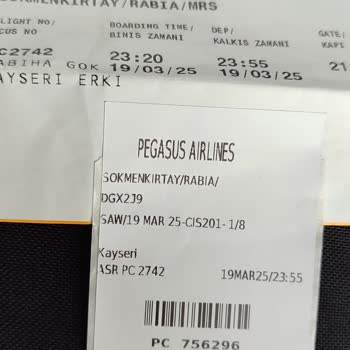 SOKMENKIRTAY/RABIA/MRS
LIGHT NO/ BOARDING TIME/ DEP/ GATE/
CUS NO BINIS ZAMANI KALKIS ZAMANI KAPI
C2742 23:20 23:55 21
ABIHA GOK 19/03/25 19/03/25
AYSERI ERKI
PEGASUS AIRLINES
SOKMENKIRTAY/RABIA/
DGX2J9
SAW/19 MAR 25-CIS201- 1/8
Kayseri
ASR PC 2742 19MAR25/23:55
PC 756296